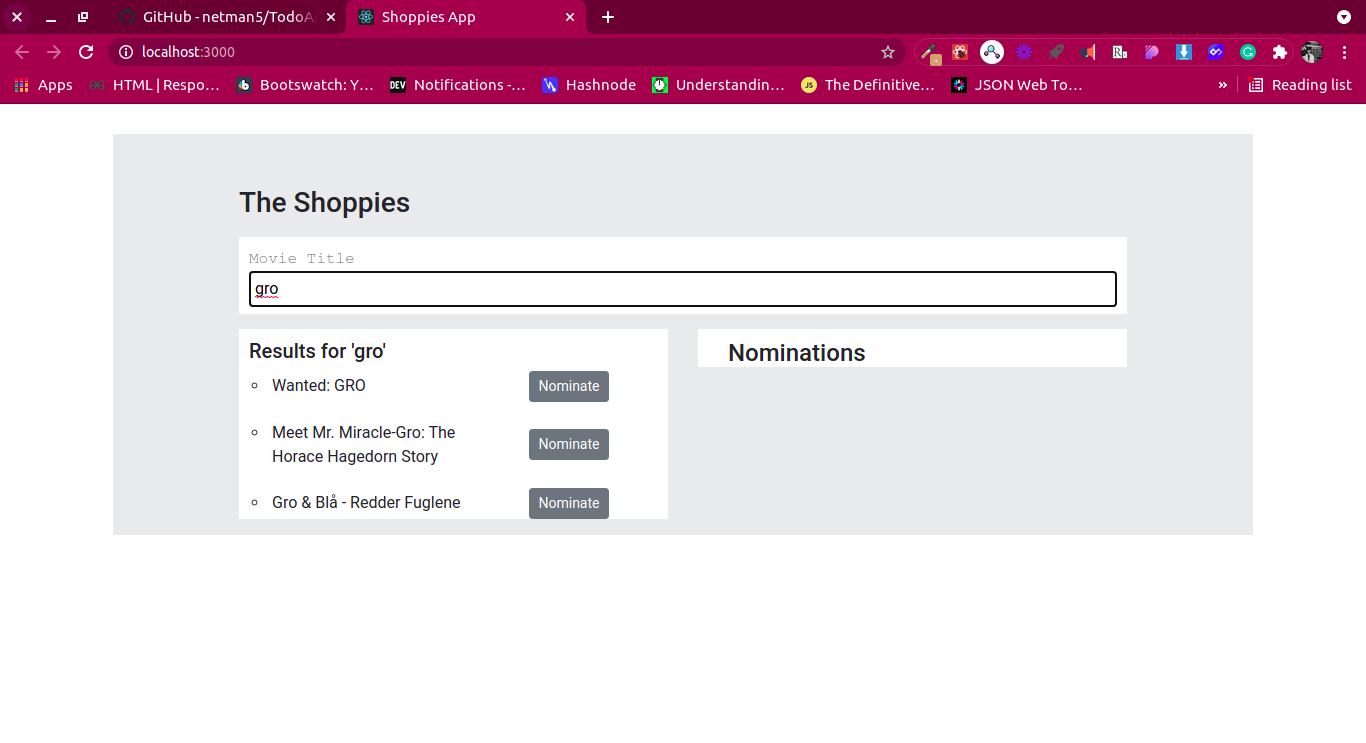 GitHub - netman5/TodoA
Shoppies App
localhost:3000
Apps
HTML | Respo...
Bootswatch: Y...
DEV
Notifications -...
Hashnode
Understandin...
JS
The Definitive...
JSON Web To...
»
Reading list
The Shoppies
Movie Title
gro
Results for 'gro'
Wanted: GRO
Nominate
Meet Mr. Miracle-Gro: The
Horace Hagedorn Story
Nominate
Gro & Blå - Redder Fuglene
Nominate
Nominations